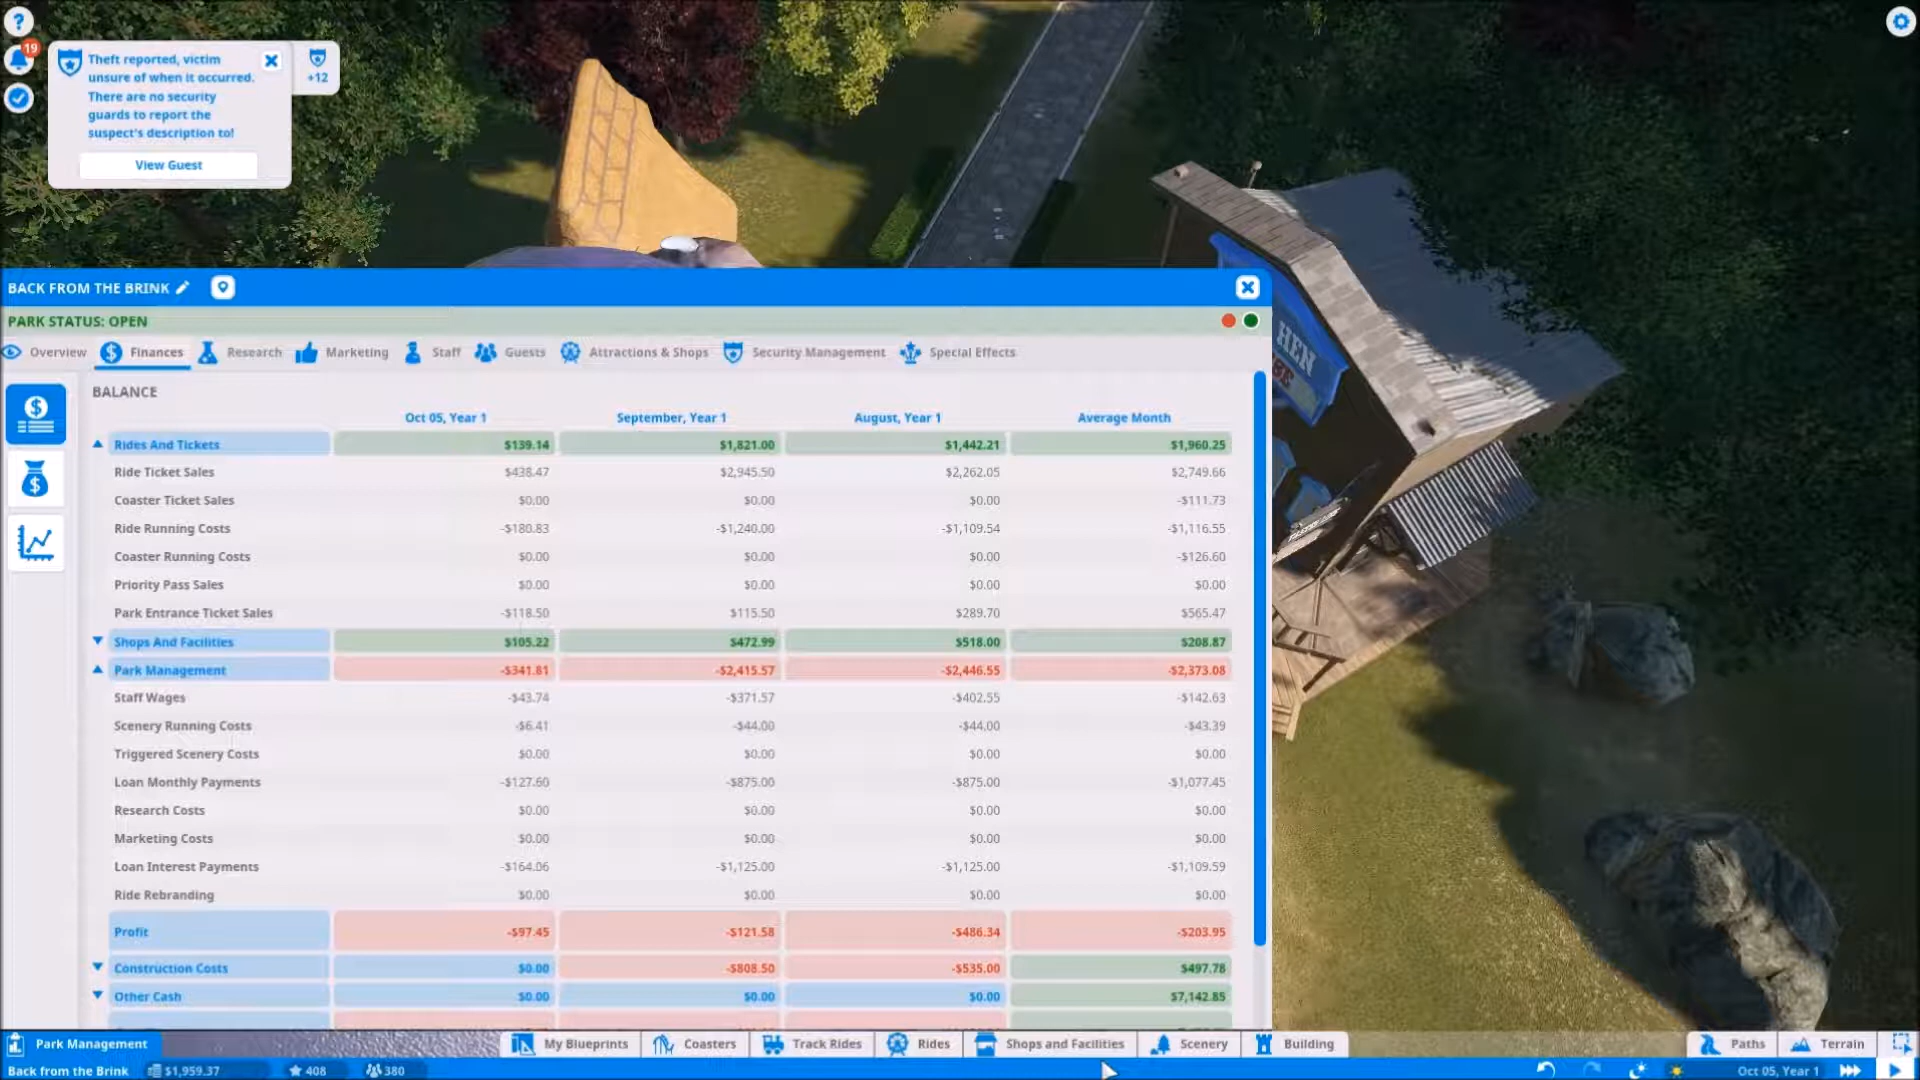 ?
19
Theft reported, victim
unsure of when it occurred.
There are no security
guards to report the
suspect's description to!
View Guest
+12
BACK FROM THE BRINK
PARK STATUS: OPEN
Overview Finances Research Marketing Staff Guests Attractions & Shops Security Management Special Effects
BALANCE
Oct 05, Year 1 September, Year 1 August, Year 1 Average Month
Rides And Tickets $139.14 $1,821.00 $1,442.21 $1,960.25
Ride Ticket Sales $438.47 $2,945.50 $2,262.05 $2,749.66
Coaster Ticket Sales $0.00 $0.00 $0.00 -$111.73
Ride Running Costs -$180.83 -$1,240.00 -$1,109.54 -$1,116.55
Coaster Running Costs $0.00 $0.00 $0.00 -$126.60
Priority Pass Sales $0.00 $0.00 $0.00 $0.00
Park Entrance Ticket Sales -$118.50 $115.50 $289.70 $565.47
Shops And Facilities $105.22 $472.99 $518.00 $208.87
Park Management -$341.81 -$2,415.57 -$2,446.55 -$2,373.08
Staff Wages -$43.74 -$371.57 -$402.55 -$142.63
Scenery Running Costs -$6.41 -$44.00 -$44.00 -$43.39
Triggered Scenery Costs $0.00 $0.00 $0.00 $0.00
Loan Monthly Payments -$127.60 -$875.00 -$875.00 -$1,077.45
Research Costs $0.00 $0.00 $0.00 $0.00
Marketing Costs $0.00 $0.00 $0.00 $0.00
Loan Interest Payments -$164.06 -$1,125.00 -$1,125.00 -$1,109.59
Ride Rebranding $0.00 $0.00 $0.00 $0.00
Profit -$97.45 -$121.58 -$486.34 -$203.95
Construction Costs $0.00 -$808.50 -$535.00 $497.78
Other Cash $0.00 $0.00 $0.00 $7,142.85
HEN
Park Management My Blueprints Coasters Track Rides Rides Shops and Facilities Scenery Building Paths Terrain
Back from the Brink $1,959.37 408 380 Oct 05, Year 1